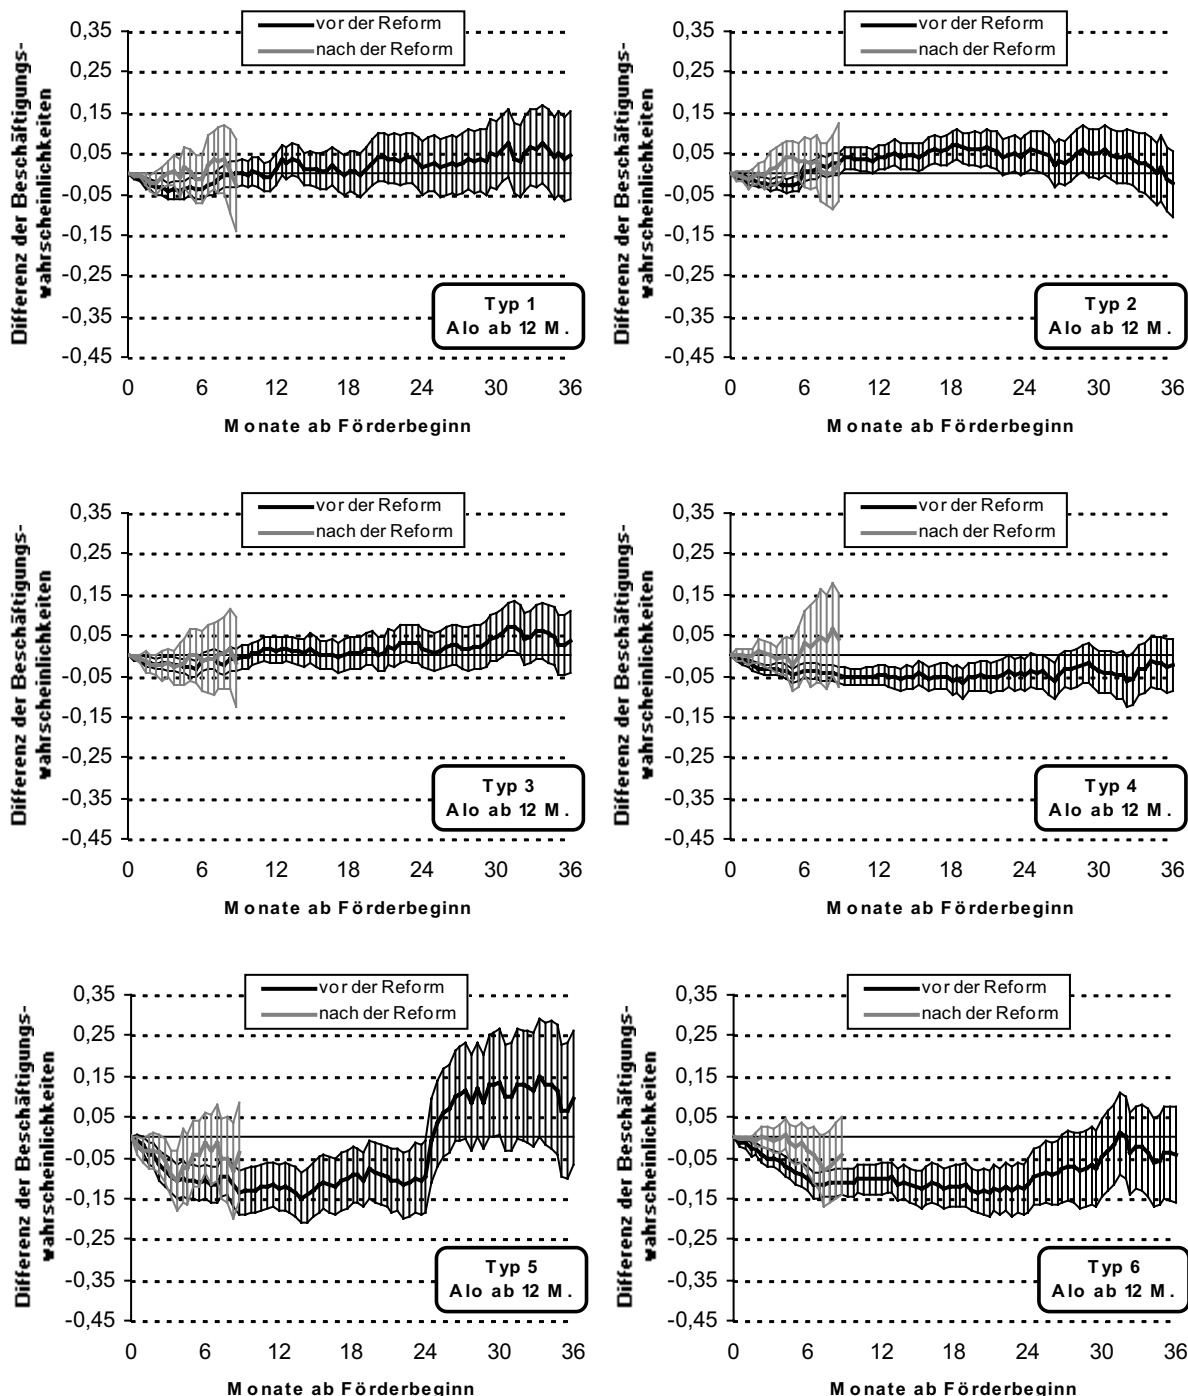 vor der Reform
nach der Reform
0,35
0,25
0,15
0,05
-0,05
-0,15
-0,25
-0,35
-0,45
Differenz der Beschäftigungs-
wahrscheinlichkeiten
Typ 1
Alo ab 12 M.
0 6 12 18 24 30 36
Monate ab Förderbeginn
vor der Reform
nach der Reform
0,35
0,25
0,15
0,05
-0,05
-0,15
-0,25
-0,35
-0,45
Differenz der Beschäftigungs-
wahrscheinlichkeiten
Typ 2
Alo ab 12 M.
0 6 12 18 24 30 36
Monate ab Förderbeginn
vor der Reform
nach der Reform
0,35
0,25
0,15
0,05
-0,05
-0,15
-0,25
-0,35
-0,45
Differenz der Beschäftigungs-
wahrscheinlichkeiten
Typ 3
Alo ab 12 M.
0 6 12 18 24 30 36
Monate ab Förderbeginn
vor der Reform
nach der Reform
0,35
0,25
0,15
0,05
-0,05
-0,15
-0,25
-0,35
-0,45
Differenz der Beschäftigungs-
wahrscheinlichkeiten
Typ 4
Alo ab 12 M.
0 6 12 18 24 30 36
Monate ab Förderbeginn
vor der Reform
nach der Reform
0,35
0,25
0,15
0,05
-0,05
-0,15
-0,25
-0,35
-0,45
Differenz der Beschäftigungs-
wahrscheinlichkeiten
Typ 5
Alo ab 12 M.
0 6 12 18 24 30 36
Monate ab Förderbeginn
vor der Reform
nach der Reform
0,35
0,25
0,15
0,05
-0,05
-0,15
-0,25
-0,35
-0,45
Differenz der Beschäftigungs-
wahrscheinlichkeiten
Typ 6
Alo ab 12 M.
0 6 12 18 24 30 36
Monate ab Förderbeginn